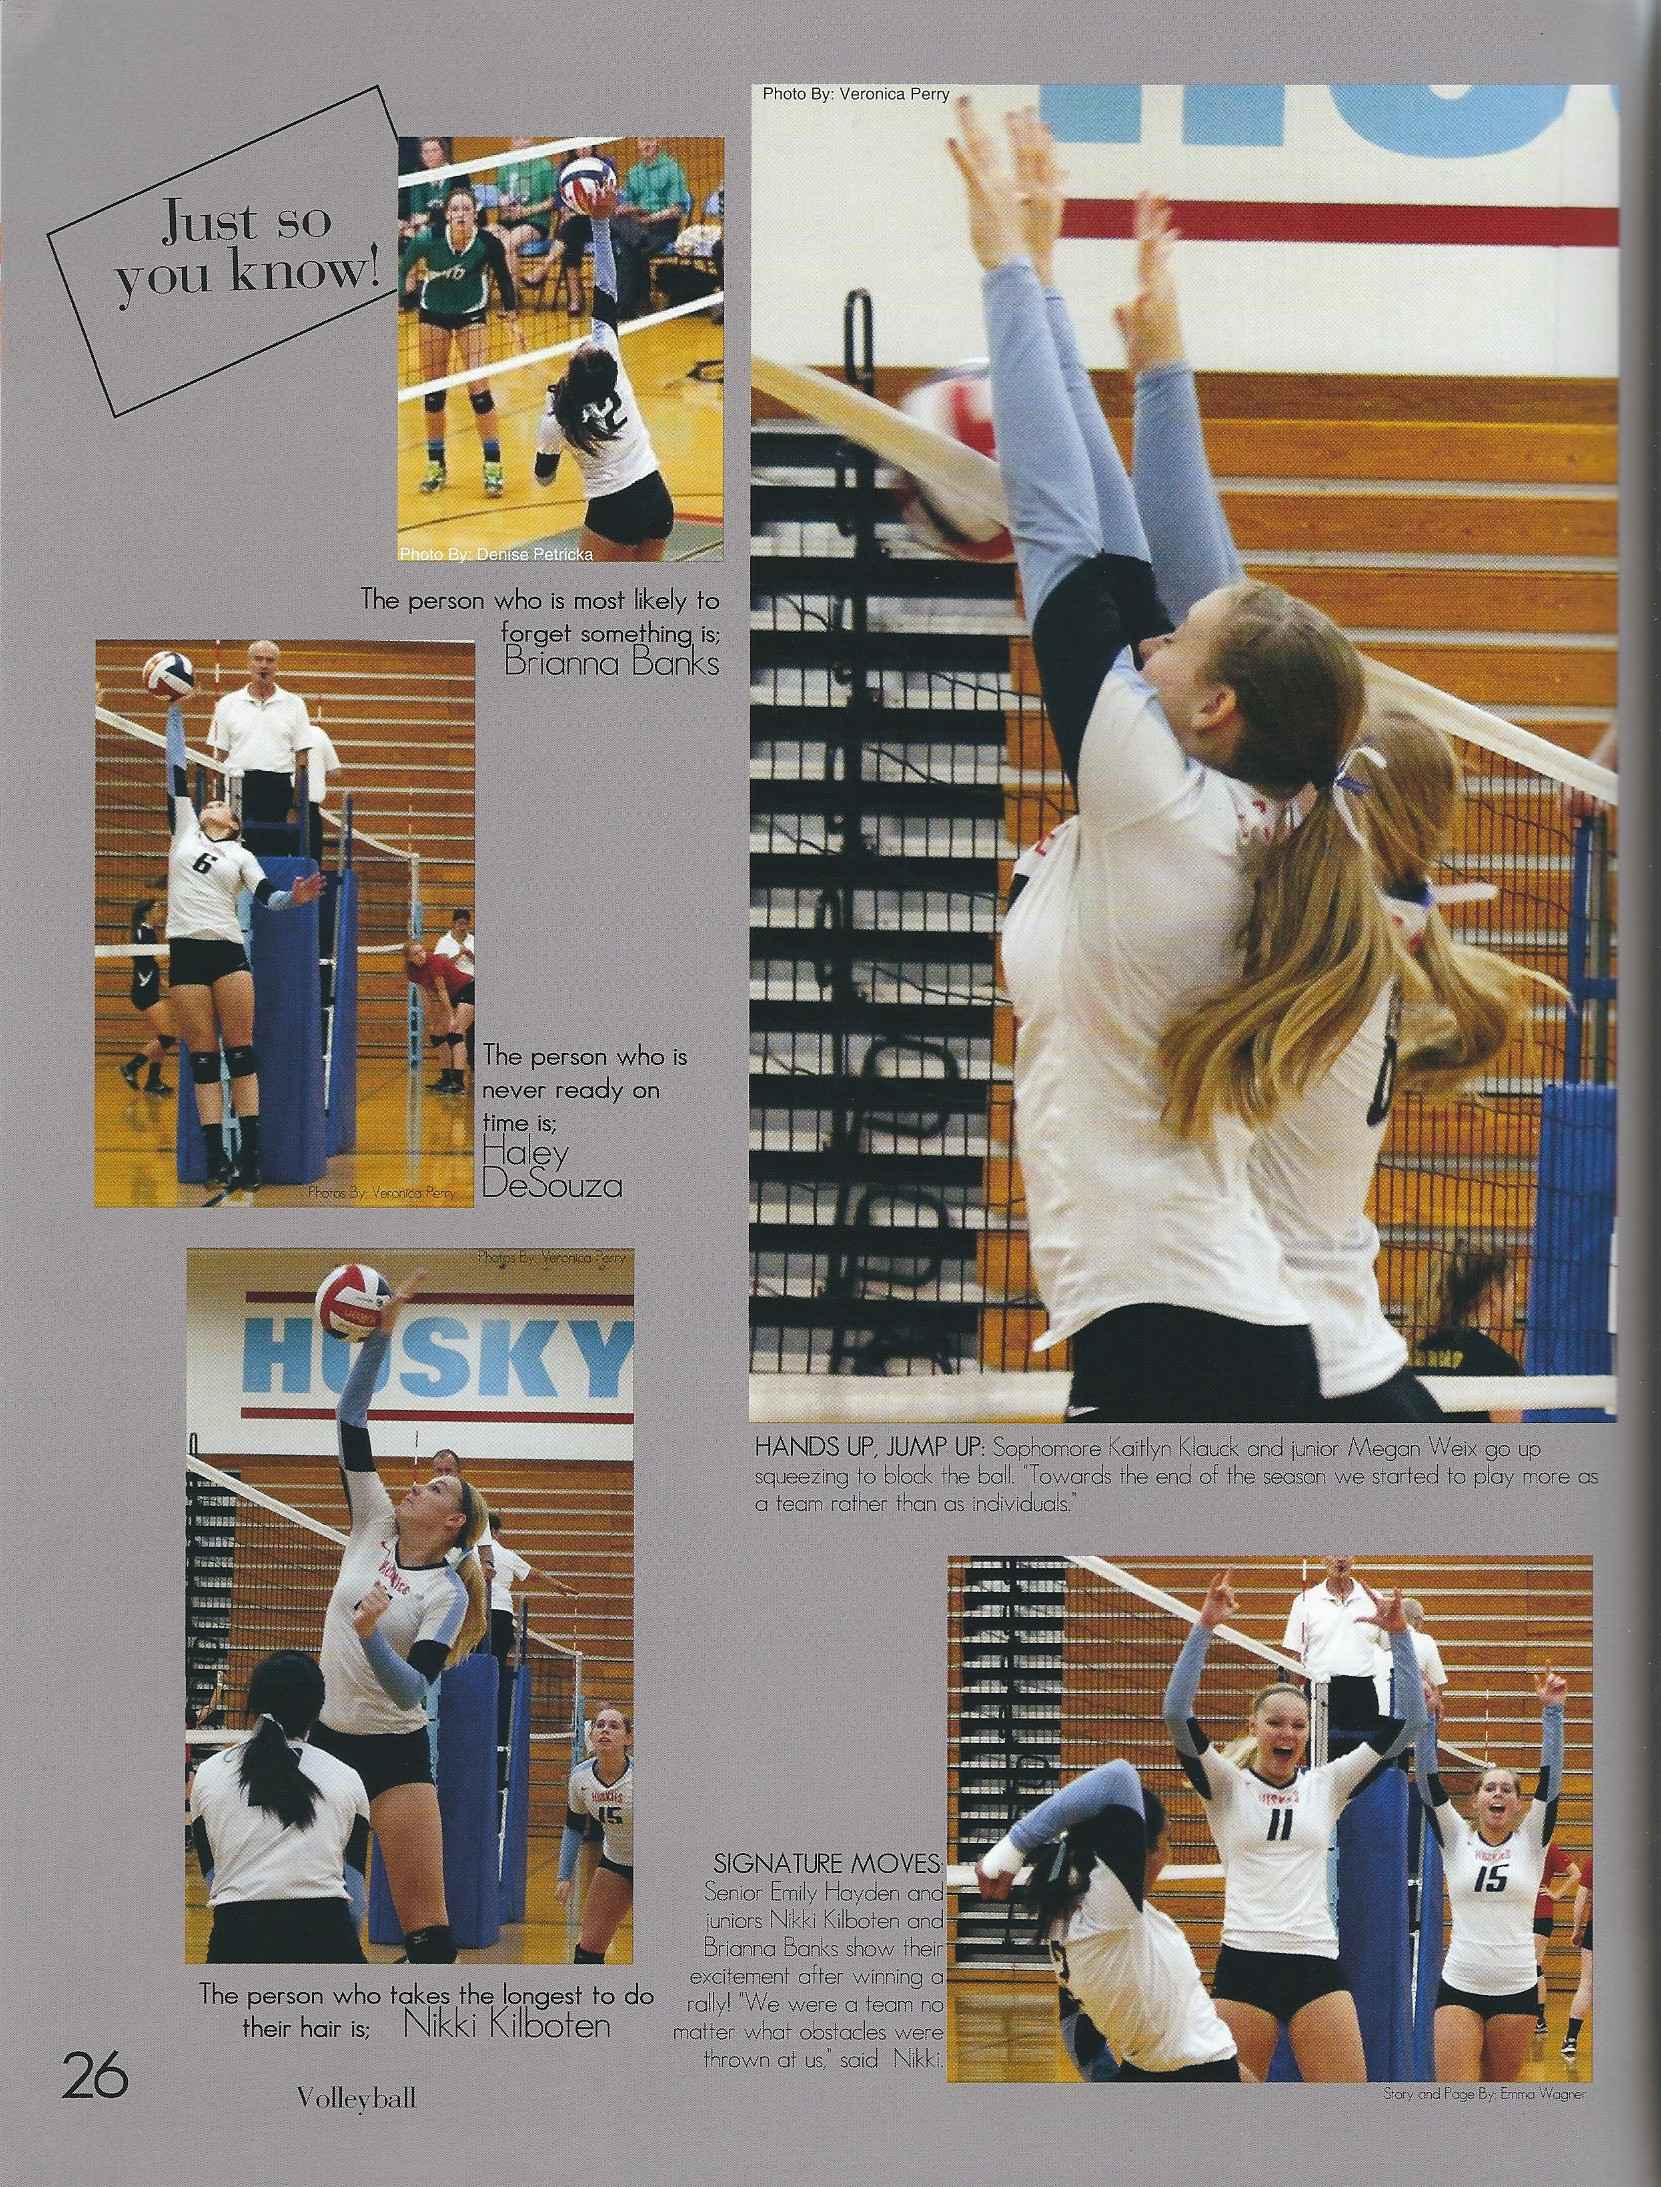 Just so
you know!
Photo By: Denise Petricka
The person who is most likely to
forget something is;
Brianna Banks
6
Photos By: Veronica Perry
The person who is
never ready on
time is;
Haley
DeSouza
Photos By: Veronica Perry
HUSKY
HUSKIES
HUSKIES
15
The person who takes the longest to do
their hair is; Nikki Kilboten
Photo By: Veronica Perry
HANDS UP, JUMP UP: Sophomore Kaitlyn Klauck and junior Megan Weix go up
squeezing to block the ball. "Towards the end of the season we started to play more as
a team rather than as individuals."
SIGNATURE MOVES:
Senior Emily Hayden and
juniors Nikki Kilboten and
Brianna Banks show their
excitement after winning a
rally! "We were a team no
matter what obstacles were
thrown at us," said Nikki.
HUSKIES
11
HUSKIES
15
Story and Page By: Emma Wagner
26
Volleyball